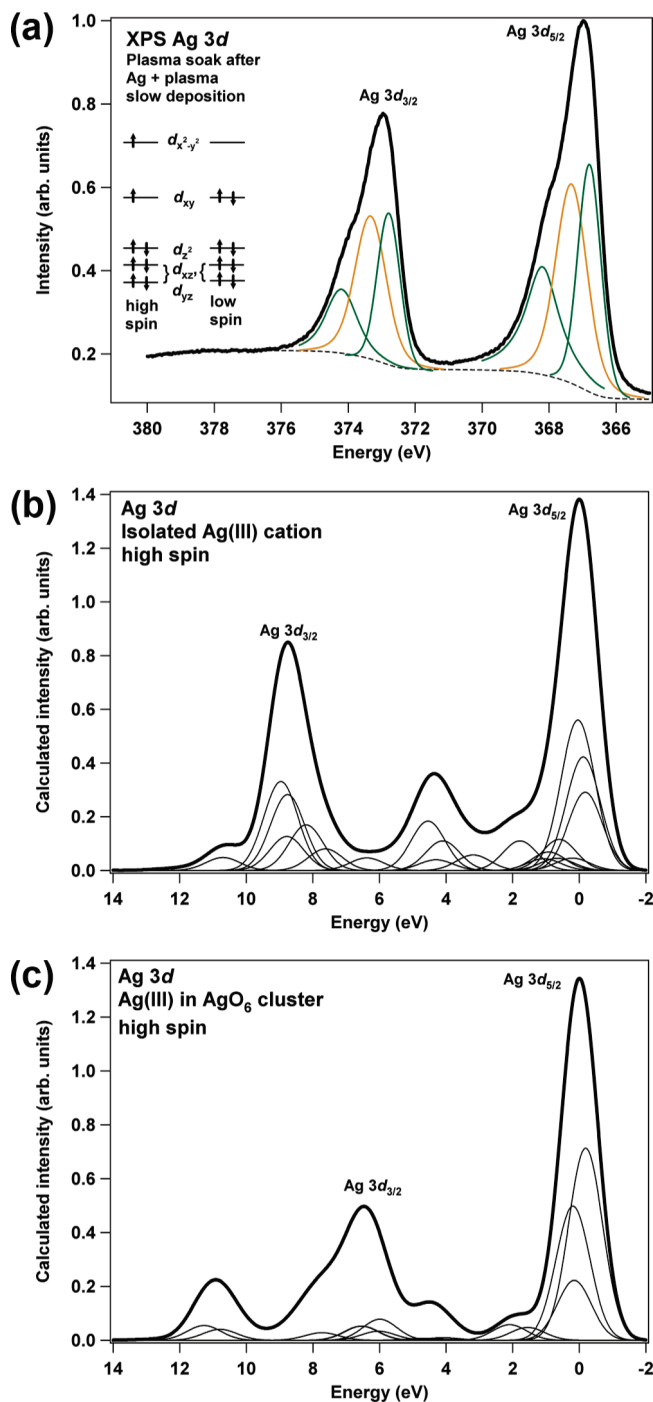 (a)
XPS Ag 3d
Plasma soak after
Ag + plasma
slow deposition
Ag 3d3/2
Ag 3d5/2
dx2-y2
dxy
dz2
} dxz, {
dyz
high
spin
low
spin
Intensity (arb. units)
1.0
0.8
0.6
0.4
0.2
380 378 376 374 372 370 368 366
Energy (eV)
(b)
Ag 3d
Isolated Ag(III) cation
high spin
Ag 3d5/2
Ag 3d3/2
Calculated intensity (arb. units)
1.4
1.2
1.0
0.8
0.6
0.4
0.2
0.0
14 12 10 8 6 4 2 0 -2
Energy (eV)
(c)
Ag 3d
Ag(III) in AgO6 cluster
high spin
Ag 3d5/2
Ag 3d3/2
Calculated intensity (arb. units)
1.4
1.2
1.0
0.8
0.6
0.4
0.2
0.0
14 12 10 8 6 4 2 0 -2
Energy (eV)